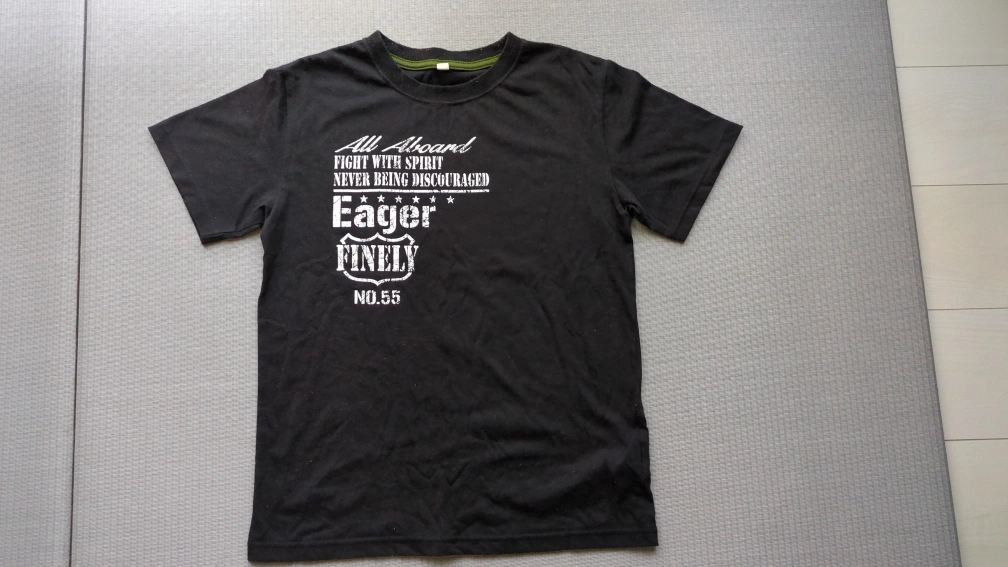 All Aboard
FIGHT WITH SPIRIT
NEVER BEING DISCOURAGED
Eager
FINELY
NO.55